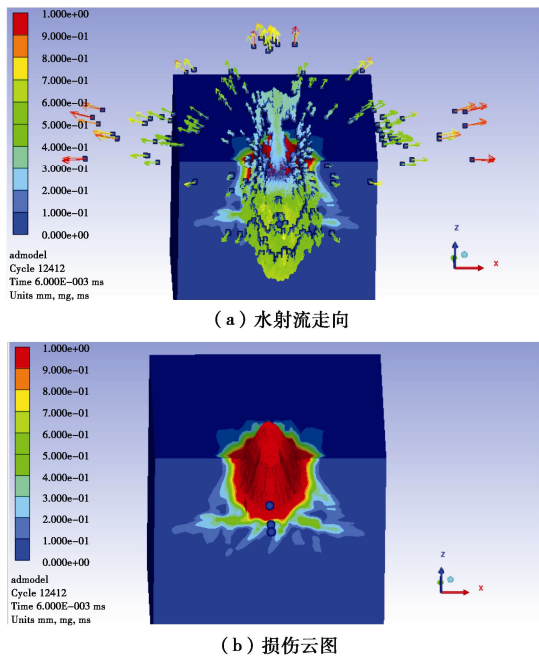 1.000e+00
9.000e-01
8.000e-01
7.000e-01
6.000e-01
5.000e-01
4.000e-01
3.000e-01
2.000e-01
1.000e-01
0.000e+00
admodel
Cycle 12412
Time 6.000E-003 ms
Units mm, mg, ms
z
x
(a) 水射流走向
1.000e+00
9.000e-01
8.000e-01
7.000e-01
6.000e-01
5.000e-01
4.000e-01
3.000e-01
2.000e-01
1.000e-01
0.000e+00
admodel
Cycle 12412
Time 6.000E-003 ms
Units mm, mg, ms
z
x
(b) 损伤云图